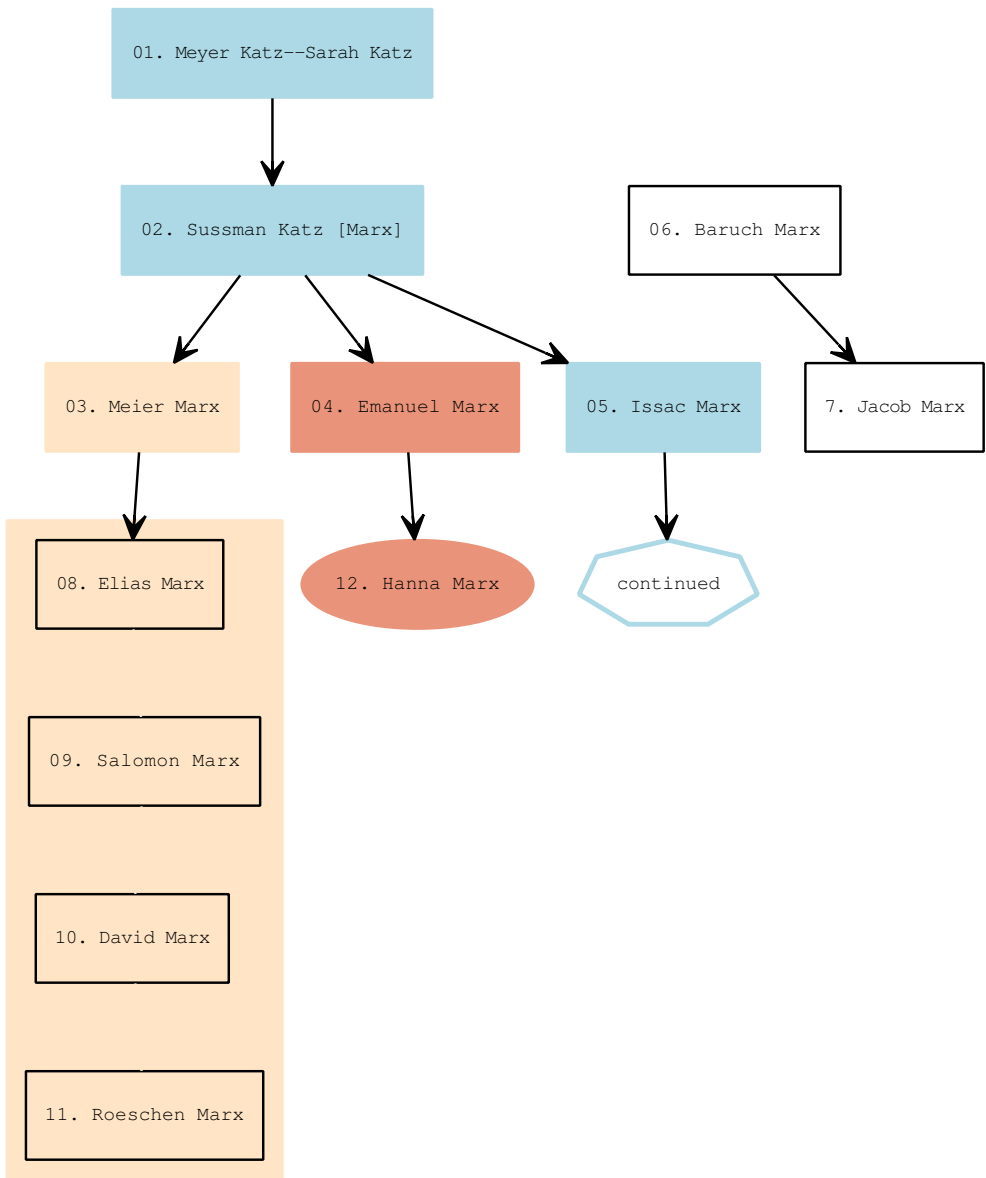 01. Meyer Katz--Sarah Katz
02. Sussman Katz [Marx]
06. Baruch Marx
03. Meier Marx
04. Emanuel Marx
05. Issac Marx
7. Jacob Marx
08. Elias Marx
12. Hanna Marx
continued
09. Salomon Marx
10. David Marx
11. Roeschen Marx